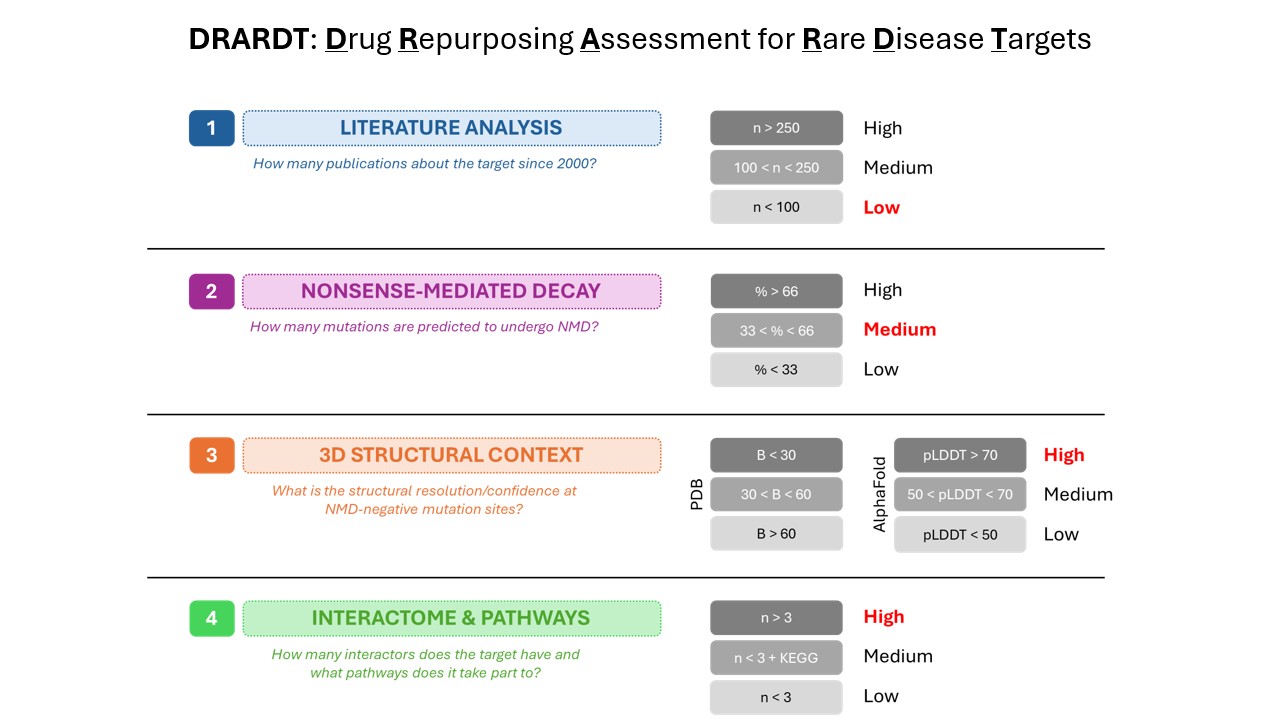 DRARDT: Drug Repurposing Assessment for Rare Disease Targets
1
LITERATURE ANALYSIS
How many publications about the target since 2000?
n > 250
High
100 < n < 250
Medium
n < 100
Low
2
NONSENSE-MEDIATED DECAY
How many mutations are predicted to undergo NMD?
% > 66
High
33 < % < 66
Medium
% < 33
Low
3
3D STRUCTURAL CONTEXT
What is the structural resolution/confidence at
NMD-negative mutation sites?
PDB
B < 30
30 < B < 60
B > 60
AlphaFold
pLDDT > 70
High
50 < pLDDT < 70
Medium
pLDDT < 50
Low
4
INTERACTOME & PATHWAYS
How many interactors does the target have and
what pathways does it take part to?
n > 3
High
n < 3 + KEGG
Medium
n < 3
Low